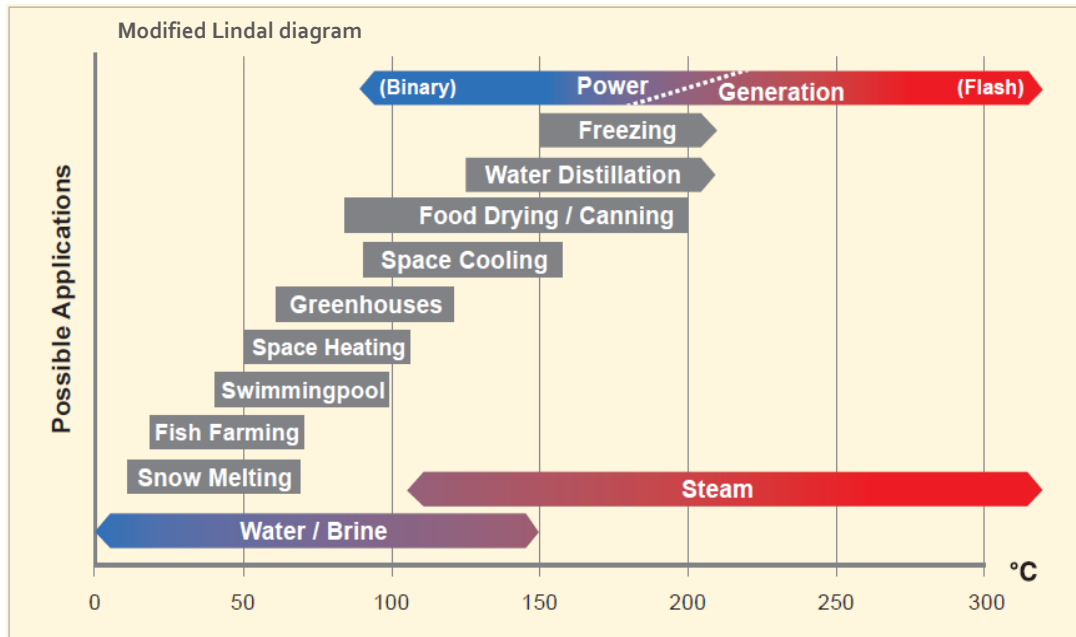 Modified Lindal diagram
(Binary) Power Generation (Flash)
Freezing
Water Distillation
Food Drying / Canning
Space Cooling
Greenhouses
Space Heating
Swimmingpool
Fish Farming
Snow Melting
Steam
Water / Brine
Possible Applications
°C
0 50 100 150 200 250 300